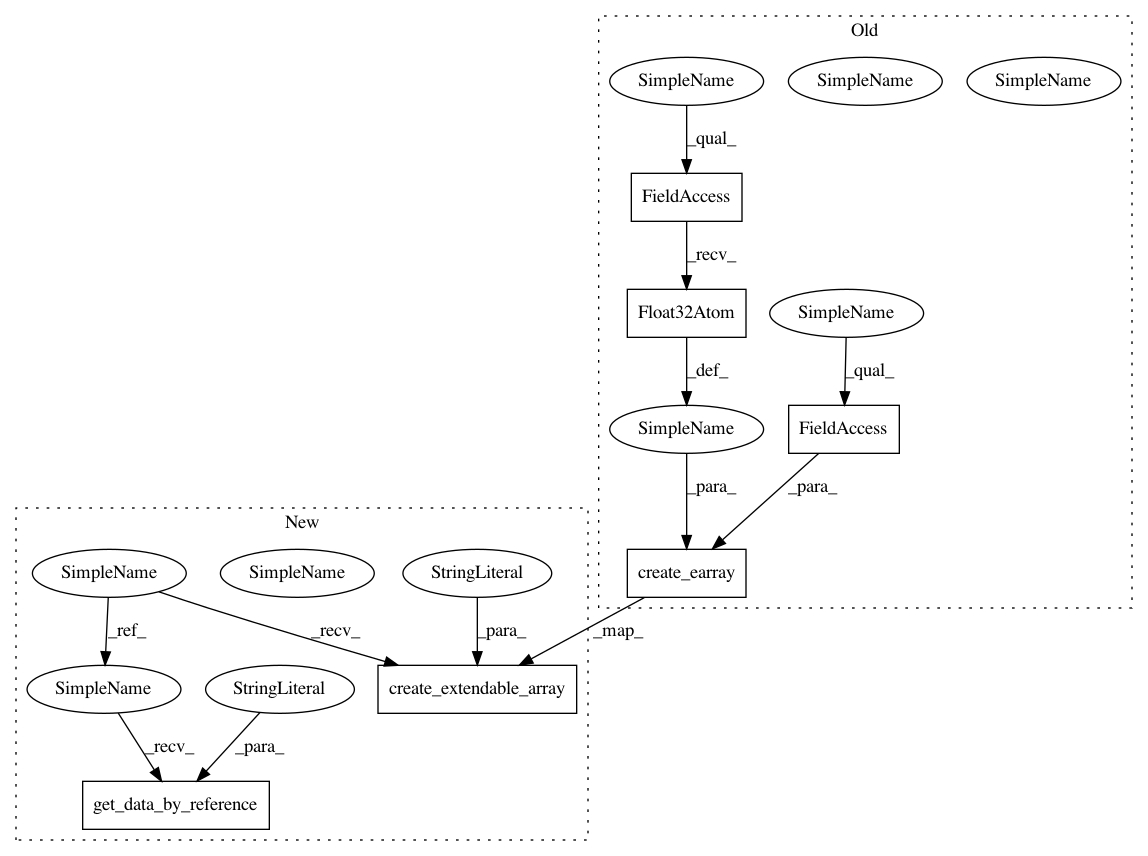 Old
SimpleName
SimpleName
SimpleName
_qual_
FieldAccess
_recv_
Float32Atom
SimpleName
_def_
_qual_
SimpleName
FieldAccess
_para_
_para_
New
SimpleName
SimpleName
StringLiteral
create_earray
_ref_
_recv_
_para_
_map_
SimpleName
StringLiteral
create_extendable_array
_recv_
_para_
get_data_by_reference